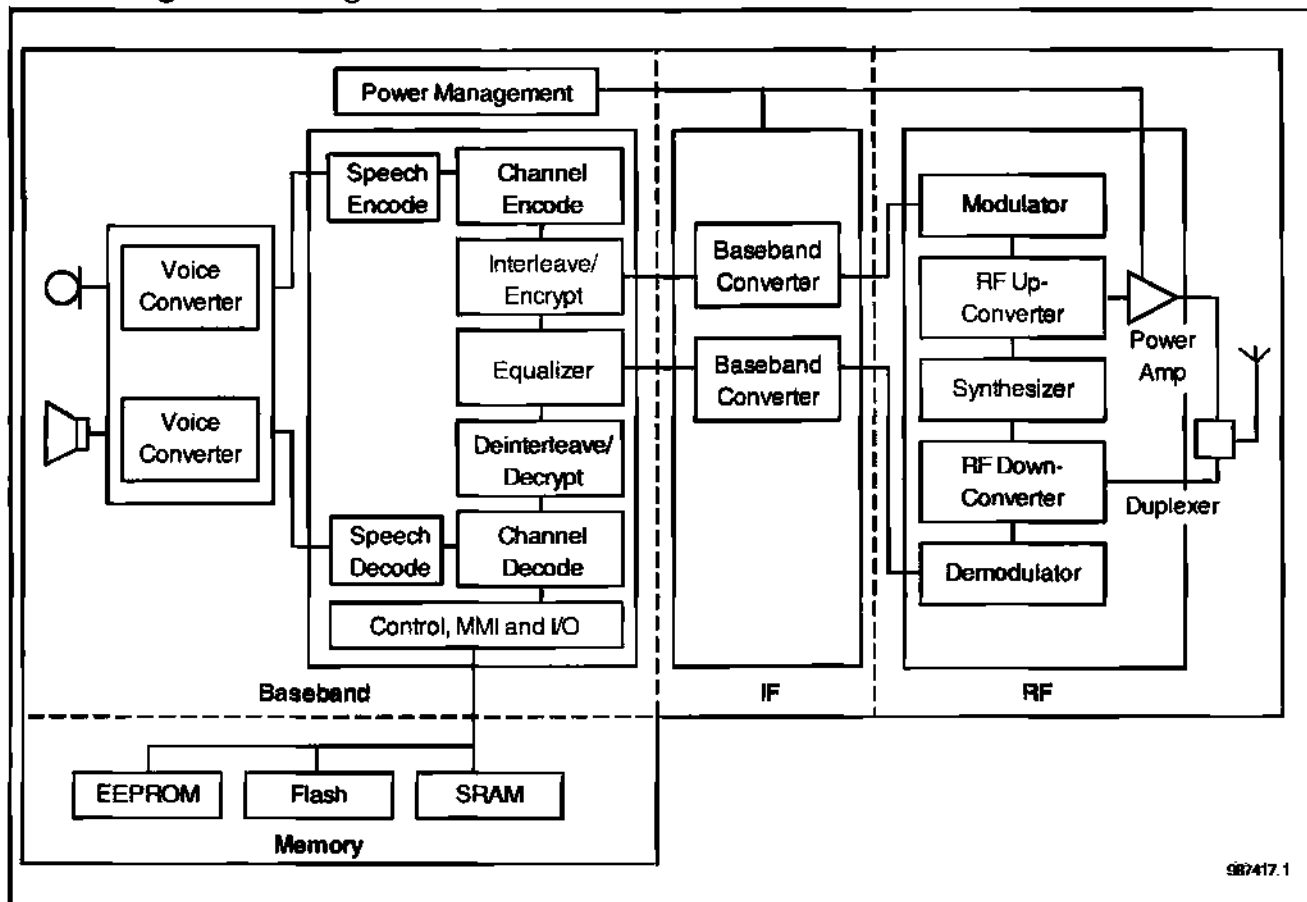 Power Management
Speech
Encode
Channel
Encode
Modulator
Voice
Converter
Interleave/
Encrypt
Baseband
Converter
RF Up-
Converter
Power
Amp
Equalizer
Baseband
Converter
Synthesizer
Voice
Converter
Deinterleave/
Decrypt
RF Down-
Converter
Duplexer
Speech
Decode
Channel
Decode
Demodulator
Control, MMI and I/O
Baseband
IF
RF
EEPROM
Flash
SRAM
Memory
987417.1